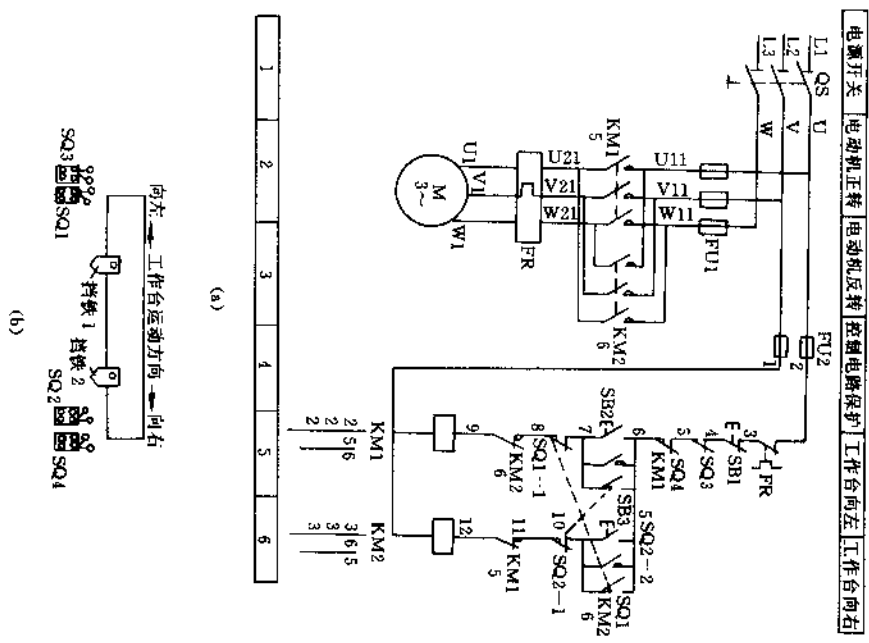 电源开关 电动机正转 电动机反转 控制电路保护 工作台向左 工作台向右
L1
L2
L3
QS
U
V
W
FU1
U11
V11
W11
KM1
5
KM2
6
U21
V21
W21
FR
U1
V1
W1
M
3~
FU2
1
2
FR
3
SB1
4
SQ3
5
SQ4
KM1
6
SB2
SB3
5
SQ2-2
SQ1
KM2
6
7
8
SQ1-1
KM2
6
9
10
SQ2-1
11
KM1
5
12
KM1
2 5
2 6
2
KM2
3 6
3 5
3
1 2 3 4 5 6
(a)
向左 工作台运动方向 向右
挡铁1
挡铁2
SQ3
SQ1
SQ2
SQ4
(b)